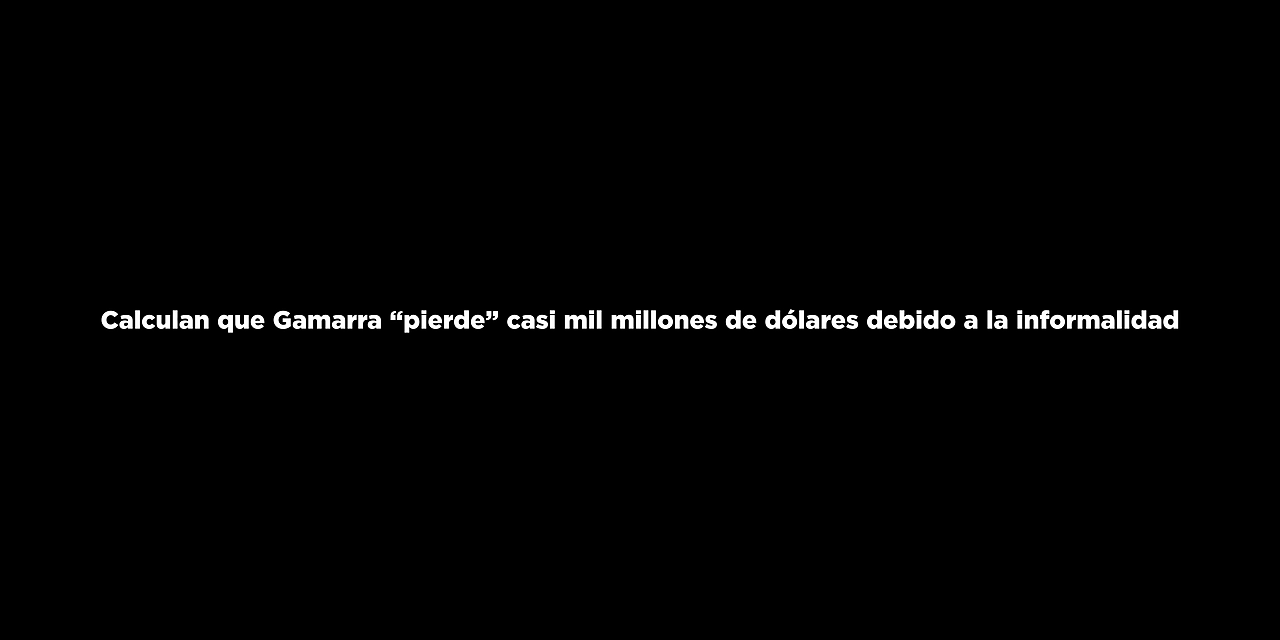 Calculan que Gamarra “pierde” casi mil millones de dólares debido a la informalidad